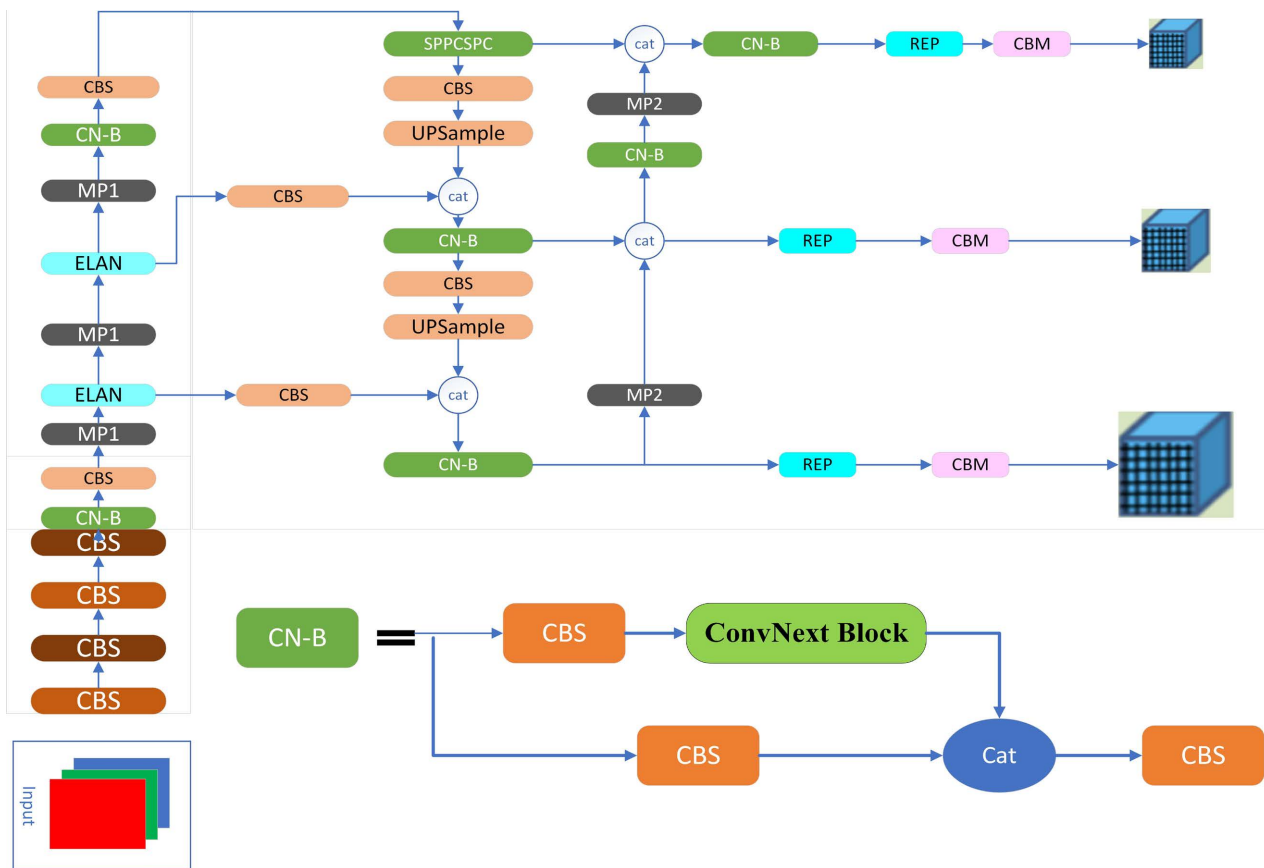 SPPCSPC
cat
CN-B
REP
CBM
CBS
CBS
MP2
CN-B
UPSample
CN-B
MP1
CBS
cat
CN-B
cat
REP
CBM
ELAN
CBS
MP1
UPSample
ELAN
CBS
cat
MP2
MP1
CN-B
REP
CBM
CBS
CN-B
CBS
CBS
CBS
CBS
CN-B
=
CBS
ConvNext Block
CBS
Cat
CBS
Input